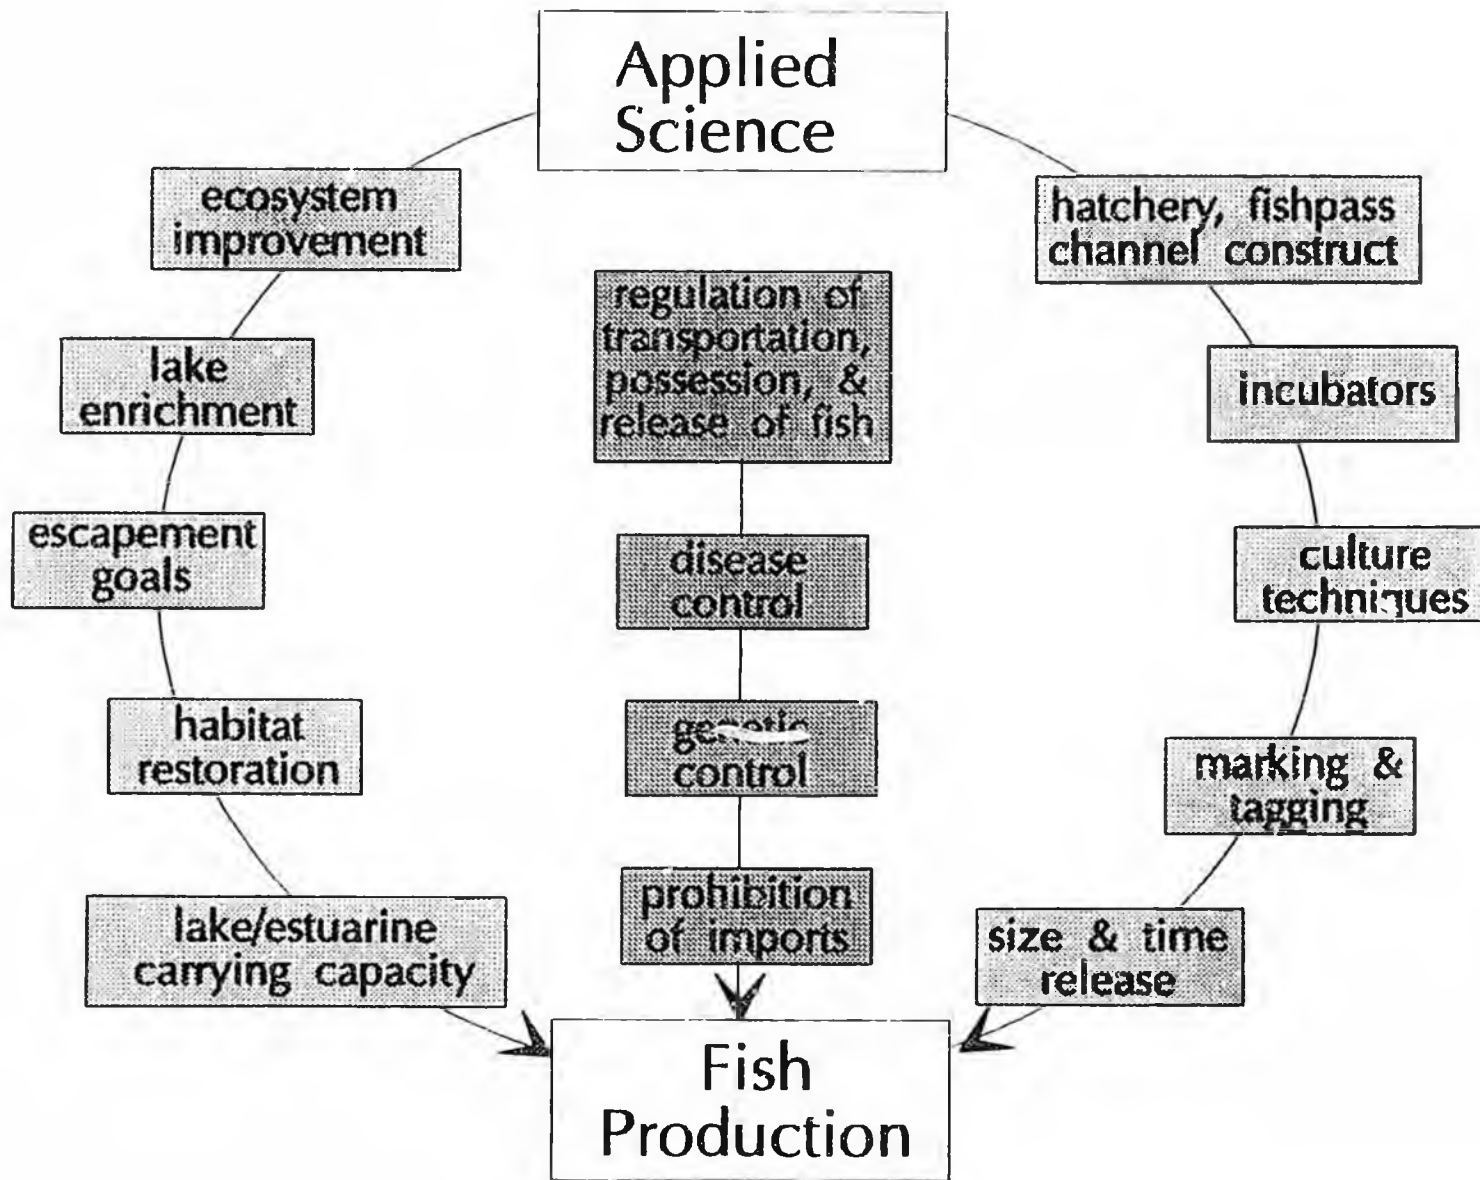 Applied
Science
ecosystem
improvement
lake
enrichment
escapement
goals
habitat
restoration
lake/estuarine
carrying capacity
regulation of
transportation,
possession, &
release of fish
disease
control
genetic
control
prohibition
of imports
hatchery, fishpass
channel construct
incubators
culture
techniques
marking &
tagging
size & time
release
Fish
Production